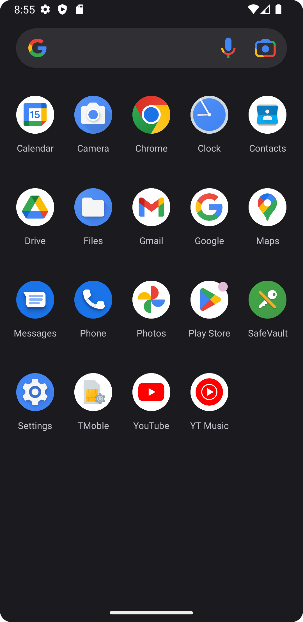 8:55
Calendar Camera Chrome Clock Contacts
Drive Files Gmail Google Maps
Messages Phone Photos Play Store SafeVault
Settings TMoble YouTube YT Music